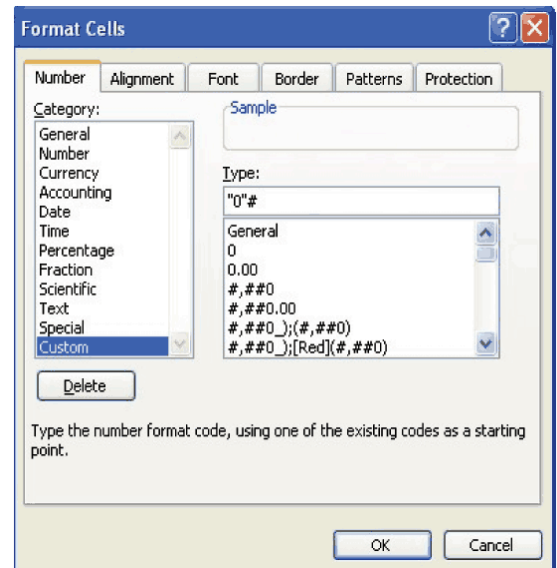 Format Cells
Number Alignment Font Border Patterns Protection
Category:
General
Number
Currency
Accounting
Date
Time
Percentage
Fraction
Scientific
Text
Special
Custom
Sample
Type:
"0"#
General
0
0.00
#,##0
#,##0.00
#,##0_);(#,##0)
#,##0_);[Red](#,##0)
Delete
Type the number format code, using one of the existing codes as a starting
point.
OK Cancel